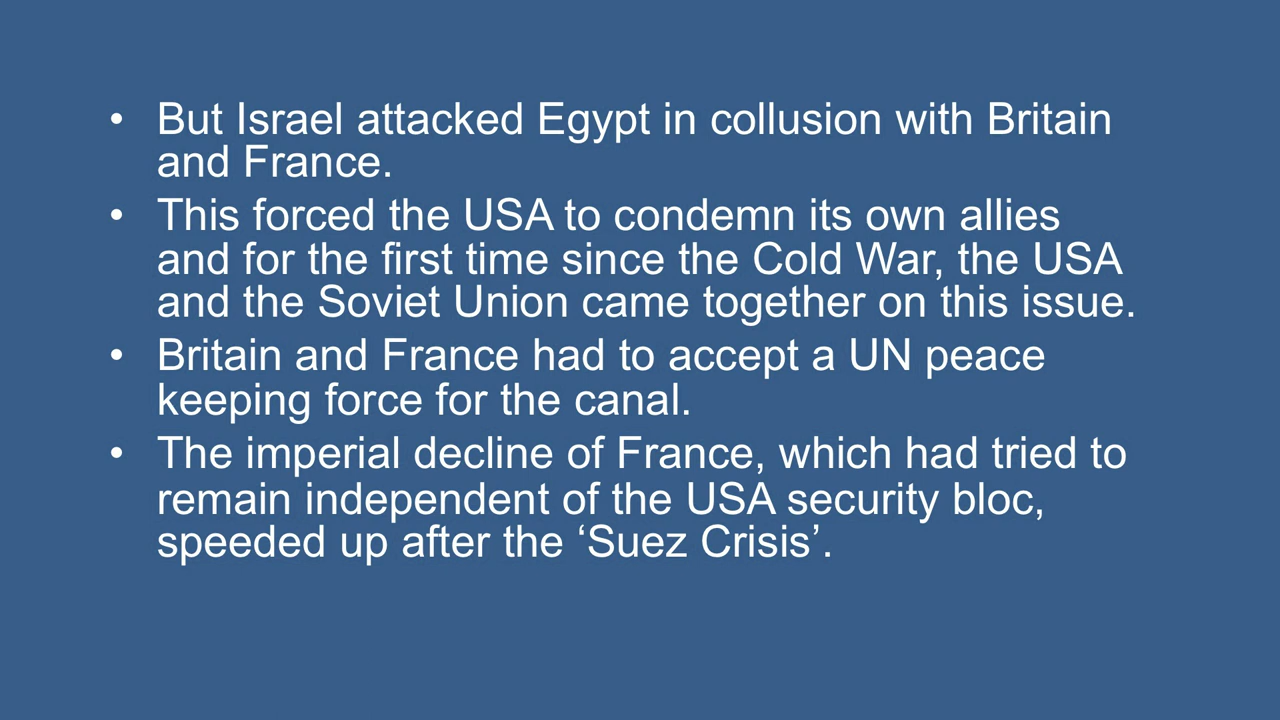 • But Israel attacked Egypt in collusion with Britain
and France.
• This forced the USA to condemn its own allies
and for the first time since the Cold War, the USA
and the Soviet Union came together on this issue.
• Britain and France had to accept a UN peace
keeping force for the canal.
• The imperial decline of France, which had tried to
remain independent of the USA security bloc,
speeded up after the ‘Suez Crisis’.